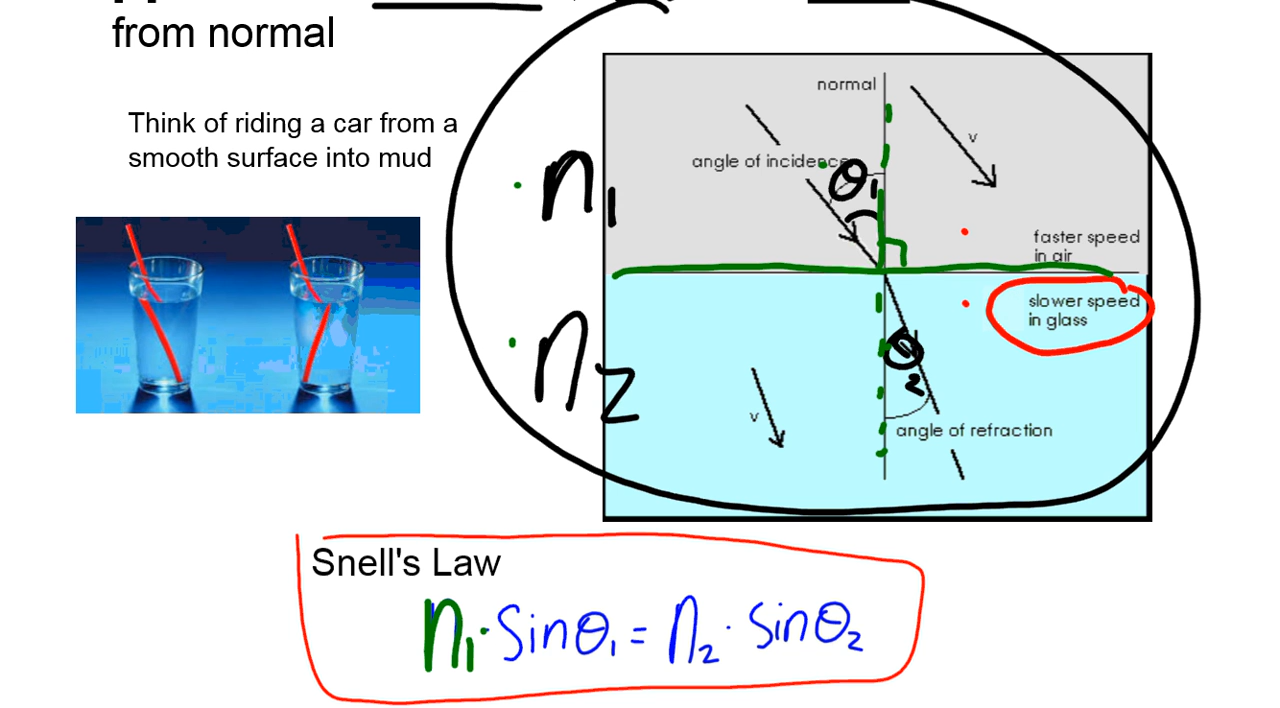 from normal
Think of riding a car from a
smooth surface into mud
normal
v
angle of incidence
θ1
n1
faster speed
in air
slower speed
in glass
n2
θ2
v
angle of refraction
Snell's Law
n1·sinθ1=n2·sinθ2